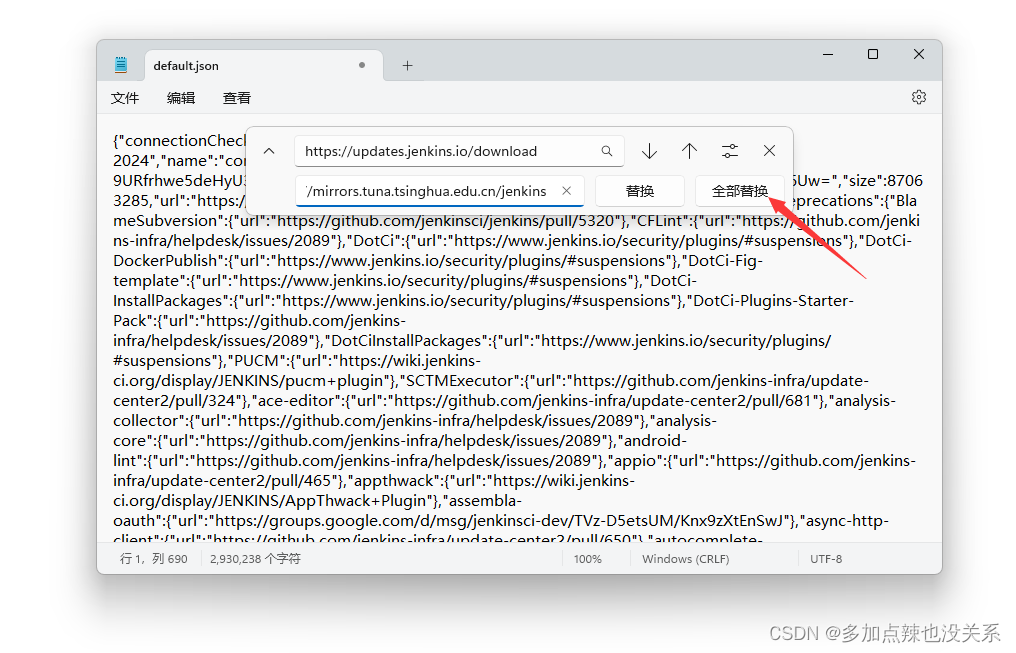 default.json
文件 编辑 查看
{"connectionChec
https://updates.jenkins.io/download
2024","name":"cor
9URfrhwe5deHyU
/mirrors.tuna.tsinghua.edu.cn/jenkins
替换
全部替换
Uw=","size":8706
3285,"url":"https:/
eprecations":{"Bla
meSubversion":{"url":"https://github.com/jenkinsci/jenkins/pull/5320"},"CFLint":{"url":"https://github.com/jenki
ns-infra/helpdesk/issues/2089"},"DotCi":{"url":"https://www.jenkins.io/security/plugins/#suspensions"},"DotCi-
DockerPublish":{"url":"https://www.jenkins.io/security/plugins/#suspensions"},"DotCi-Fig-
template":{"url":"https://www.jenkins.io/security/plugins/#suspensions"},"DotCi-
InstallPackages":{"url":"https://www.jenkins.io/security/plugins/#suspensions"},"DotCi-Plugins-Starter-
Pack":{"url":"https://github.com/jenkins-
infra/helpdesk/issues/2089"},"DotCiInstallPackages":{"url":"https://www.jenkins.io/security/plugins/
#suspensions"},"PUCM":{"url":"https://wiki.jenkins-
ci.org/display/JENKINS/pucm+plugin"},"SCTMExecutor":{"url":"https://github.com/jenkins-infra/update-
center2/pull/324"},"ace-editor":{"url":"https://github.com/jenkins-infra/update-center2/pull/681"},"analysis-
collector":{"url":"https://github.com/jenkins-infra/helpdesk/issues/2089"},"analysis-
core":{"url":"https://github.com/jenkins-infra/helpdesk/issues/2089"},"android-
lint":{"url":"https://github.com/jenkins-infra/helpdesk/issues/2089"},"appio":{"url":"https://github.com/jenkins-
infra/update-center2/pull/465"},"appthwack":{"url":"https://wiki.jenkins-
ci.org/display/JENKINS/AppThwack+Plugin"},"assembla-
oauth":{"url":"https://groups.google.com/d/msg/jenkinsci-dev/TVz-D5etsUM/Knx9zXtEnSwJ"},"async-http-
client":{"url":"https://github.com/jenkins-infra/update-center2/pull/650"},"autocomplete-
行 1, 列 690
2,930,238 个字符
100%
Windows (CRLF)
UTF-8
CSDN @多加点辣也没关系